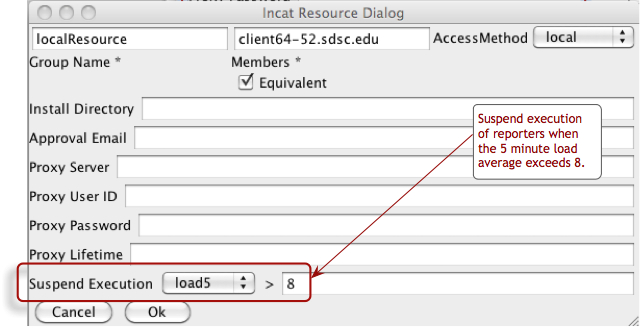 Incat Resource Dialog
localResource client64-52.sdsc.edu AccessMethod local
Group Name * Members *
Equivalent
Install Directory
Approval Email
Proxy Server
Proxy User ID
Proxy Password
Proxy Lifetime
Suspend Execution load5 > 8
Cancel Ok
Suspend execution
of reporters when
the 5 minute load
average exceeds 8.